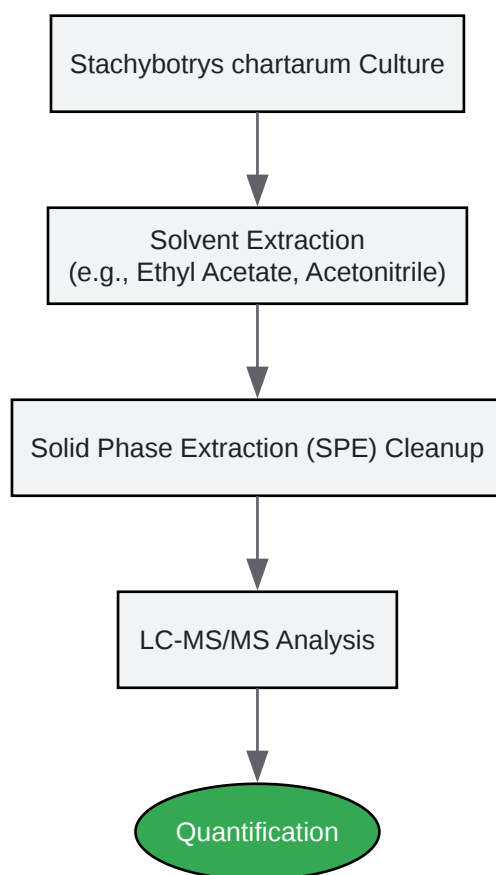 Stachybotrys chartarum Culture
Solvent Extraction
(e.g., Ethyl Acetate, Acetonitrile)
Solid Phase Extraction (SPE) Cleanup
LC-MS/MS Analysis
Quantification